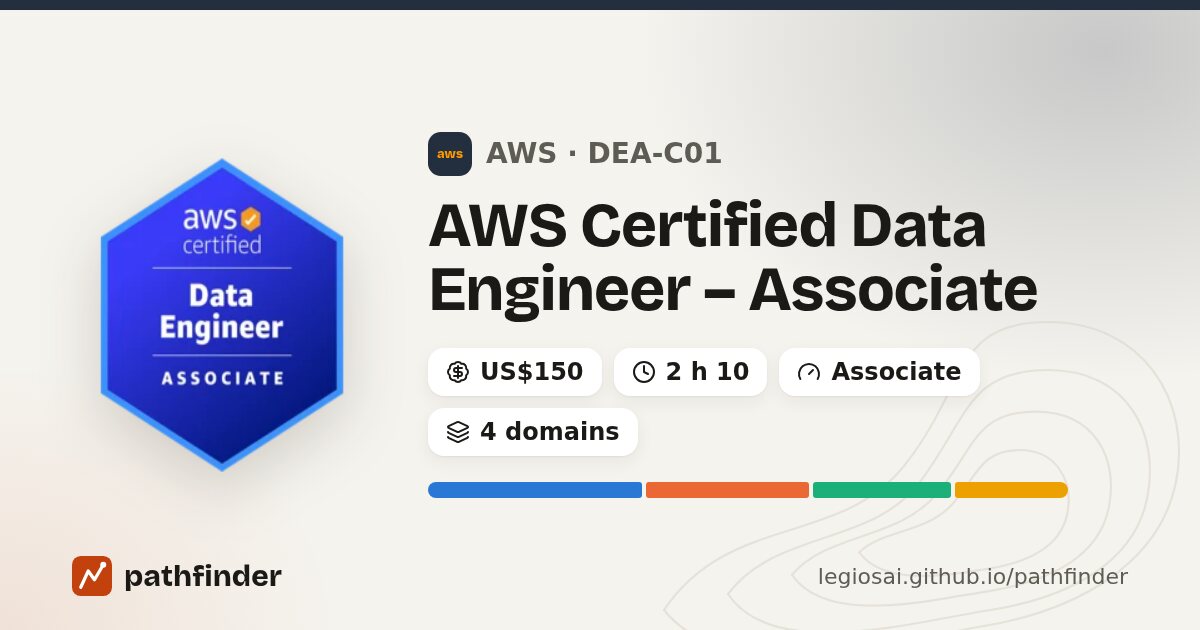 aws
certified
Data
Engineer
ASSOCIATE
aws
AWS · DEA-C01
AWS Certified Data
Engineer – Associate
US$150
2 h 10
Associate
4 domains
pathfinder
legiosai.github.io/pathfinder